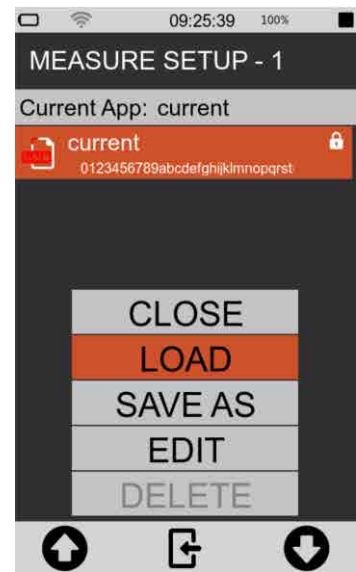 09:25:39 100%
MEASURE SETUP - 1
Current App: current
current
0123456789abcdefghijklmnopqrst
CLOSE
LOAD
SAVE AS
EDIT
DELETE